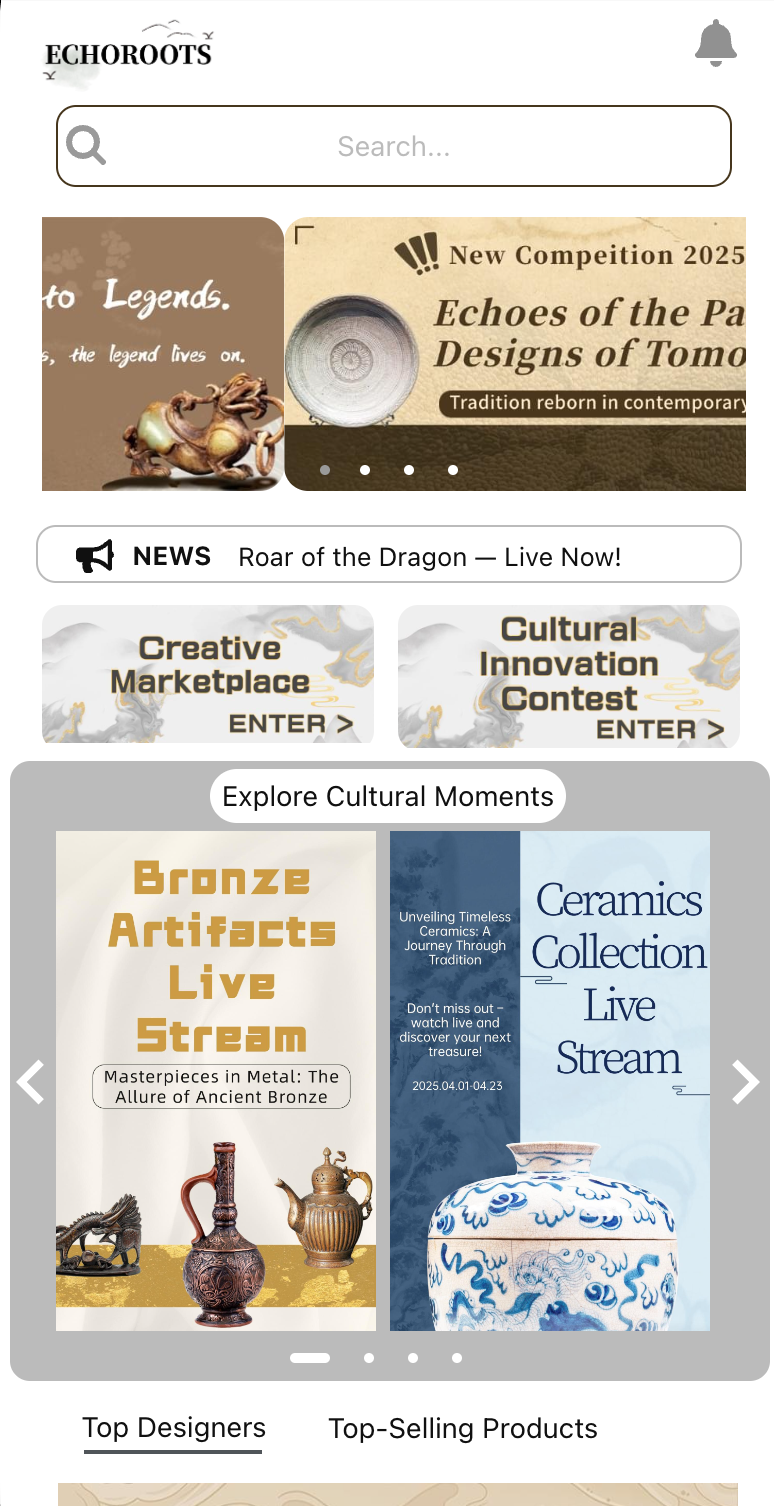 ECHOROOTS
Search...
to Legends.
s, the legend lives on.
New Compeition 2025
Echoes of the Pa
Designs of Tomo
Tradition reborn in contemporary
NEWS Roar of the Dragon — Live Now!
Creative
Marketplace
ENTER >
Cultural
Innovation
Contest
ENTER >
Explore Cultural Moments
Bronze
Artifacts
Live
Stream
Masterpieces in Metal: The
Allure of Ancient Bronze
Unveiling Timeless
Ceramics: A
Journey Through
Tradition
Don't miss out –
watch live and
discover your next
treasure!
2025.04.01-04.23
Ceramics
Collection
Live
Stream
Top Designers Top-Selling Products